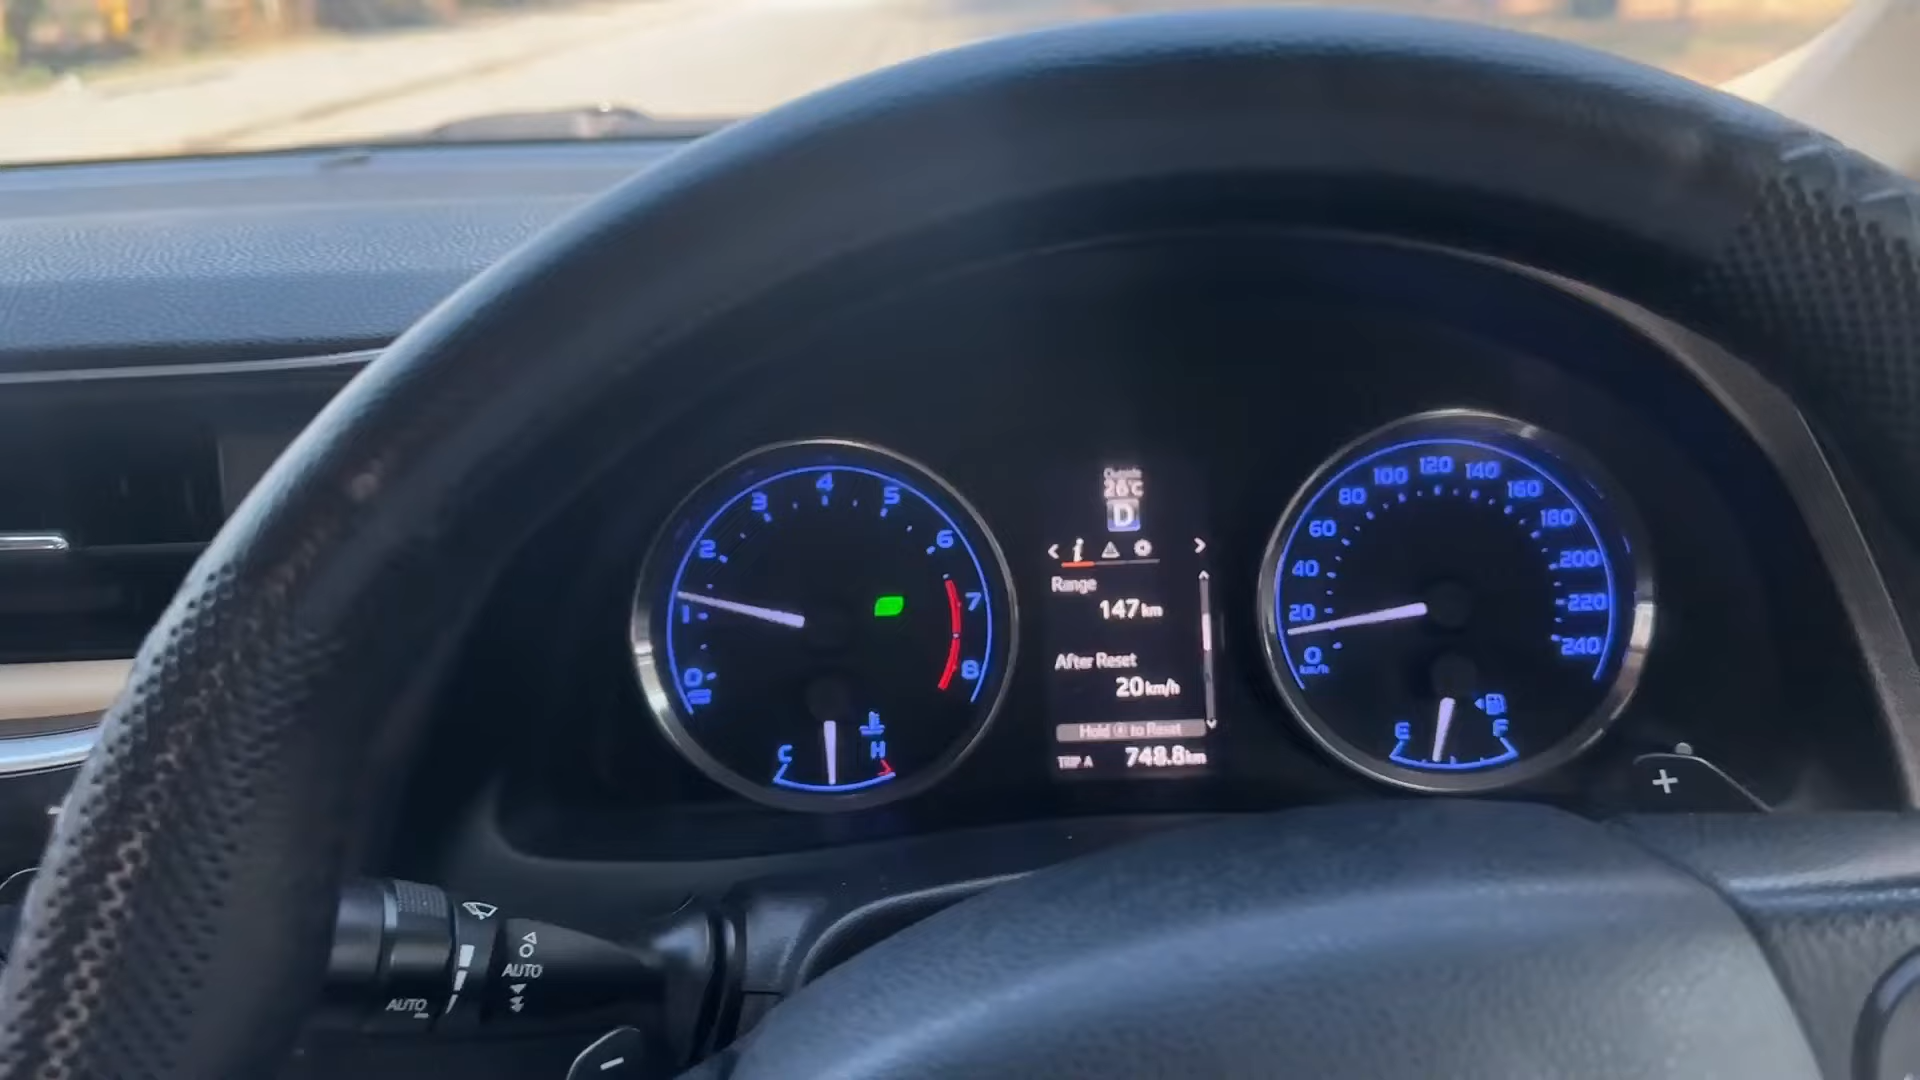 0
1
2
3
4
5
6
7
8
C
H
Outside
26°C
D
Range
147 km
After Reset
20 km/h
Hold to Reset
TRIP A 748.8 km
0
km/h
20
40
60
80
100
120
140
160
180
200
220
240
E
F
+
AUTO
AUTO
-